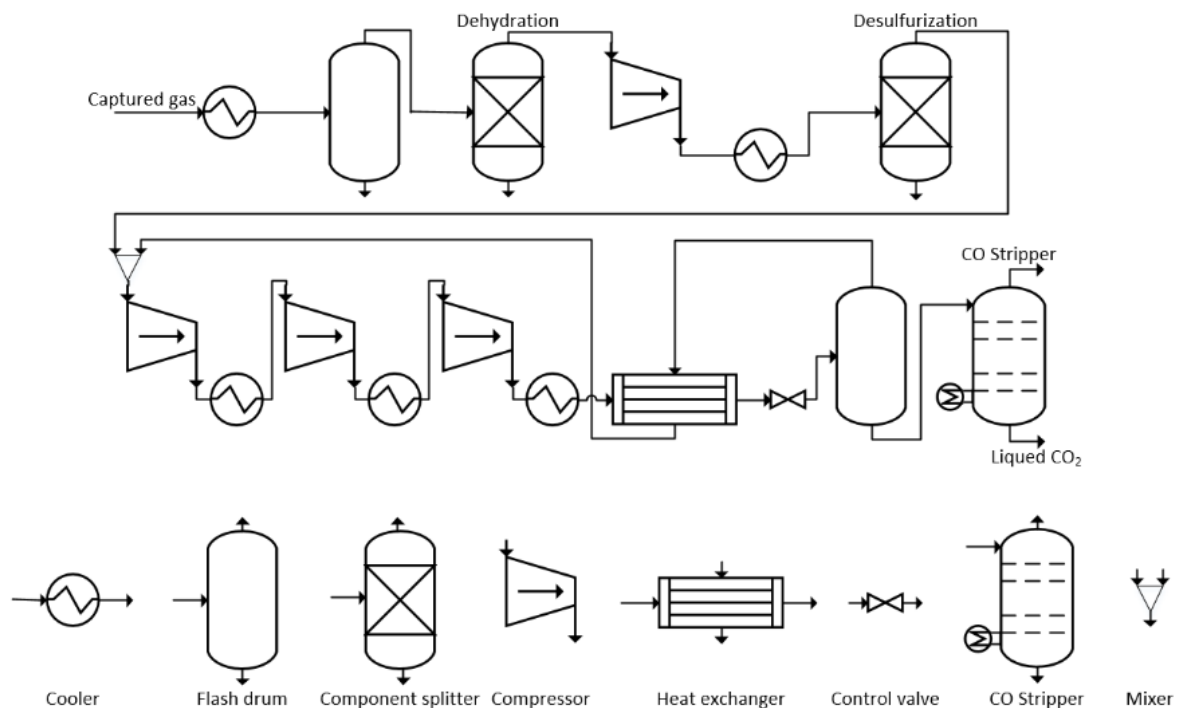 Dehydration
Desulfurization
Captured gas
CO Stripper
Liqued CO₂
Cooler
Flash drum
Component splitter
Compressor
Heat exchanger
Control valve
CO Stripper
Mixer